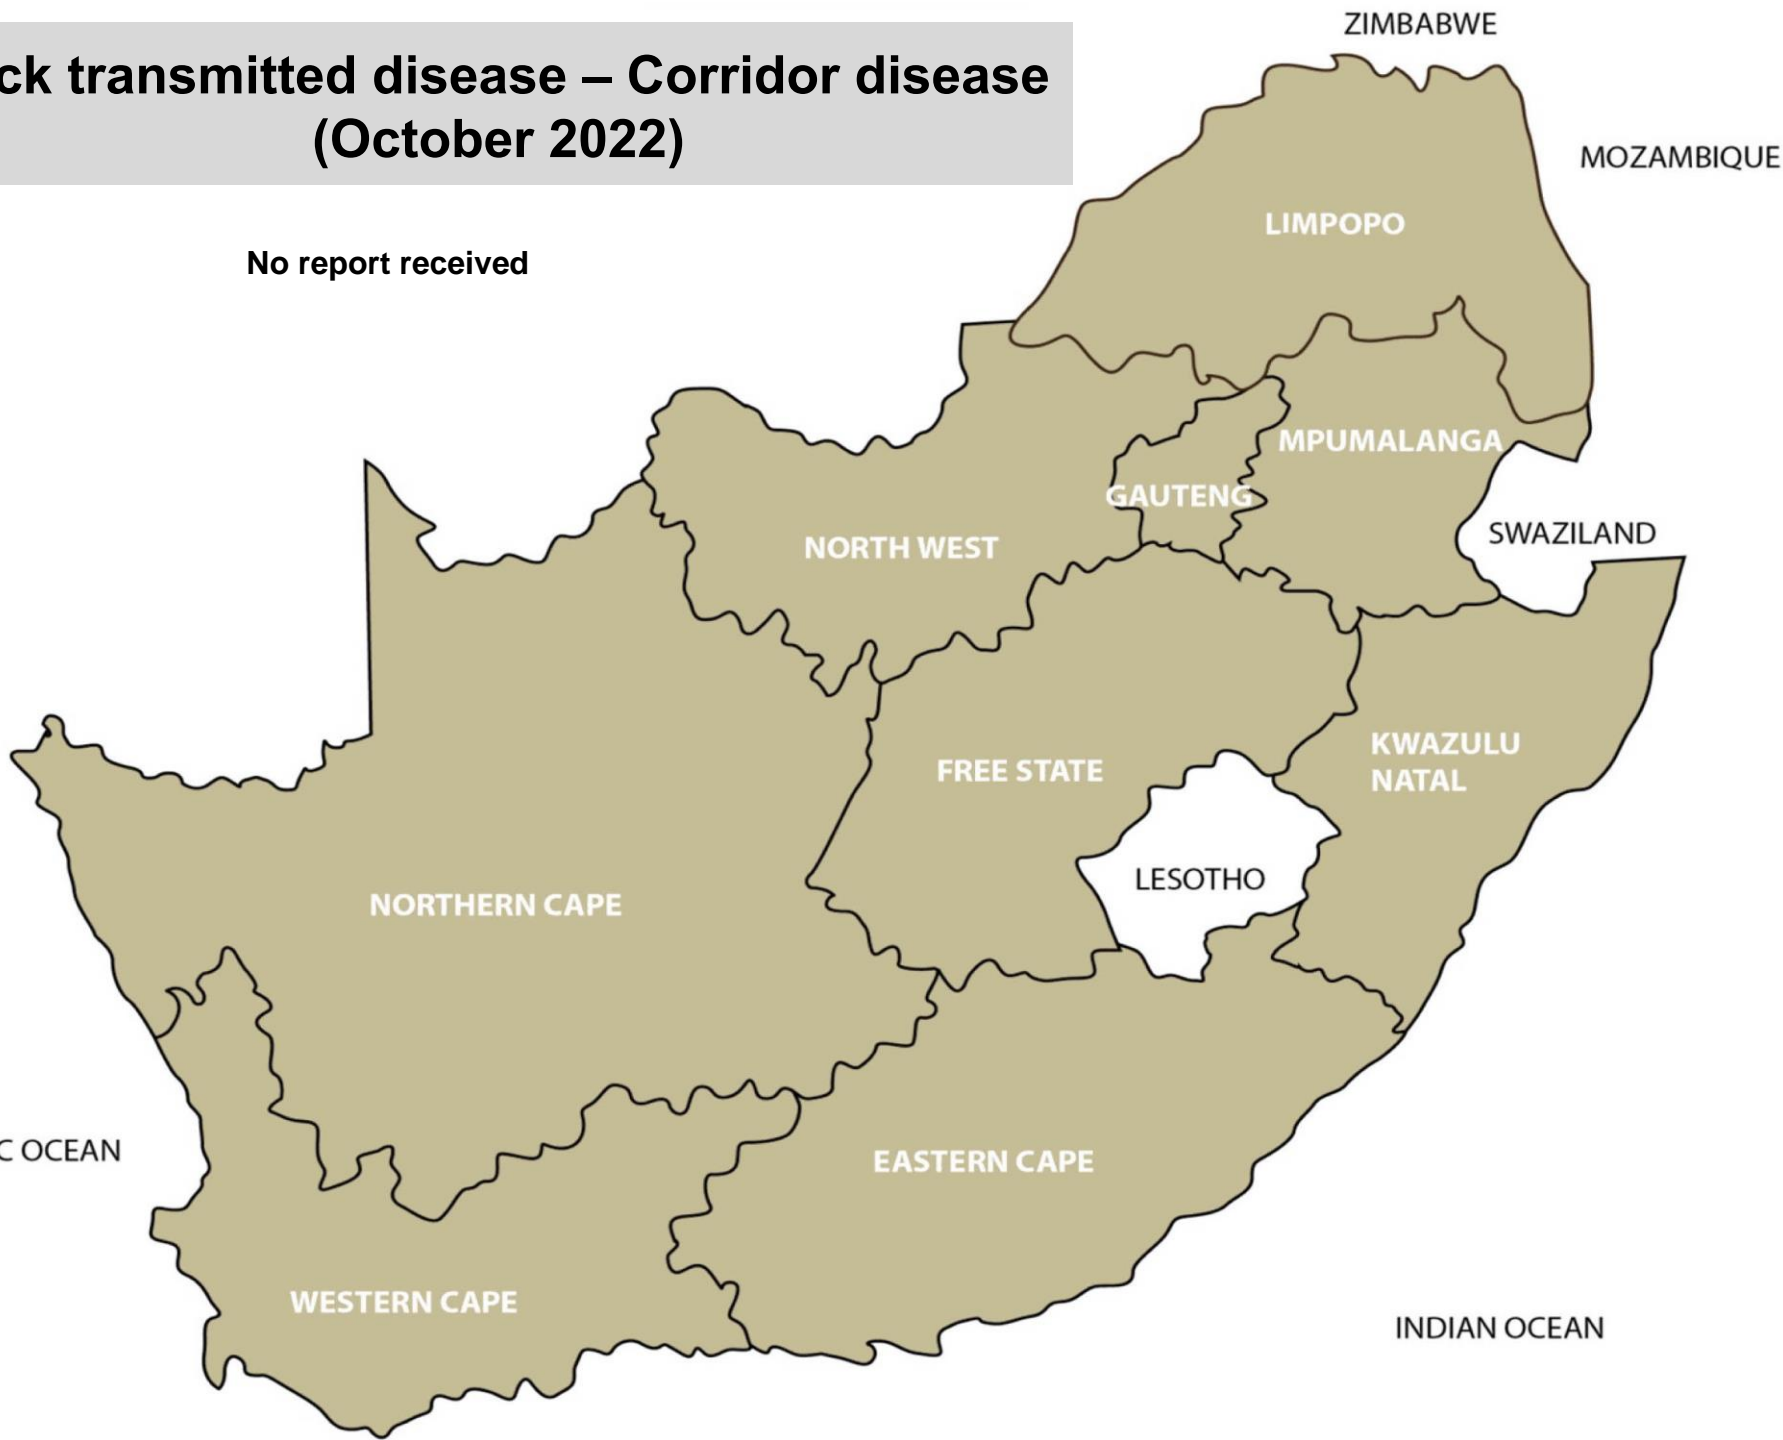 ck transmitted disease – Corridor disease
(October 2022)
ZIMBABWE
MOZAMBIQUE
LIMPOPO
No report received
MPUMALANGA
GAUTENG
SWAZILAND
NORTH WEST
KWAZULU
NATAL
FREE STATE
LESOTHO
NORTHERN CAPE
C OCEAN
EASTERN CAPE
WESTERN CAPE
INDIAN OCEAN